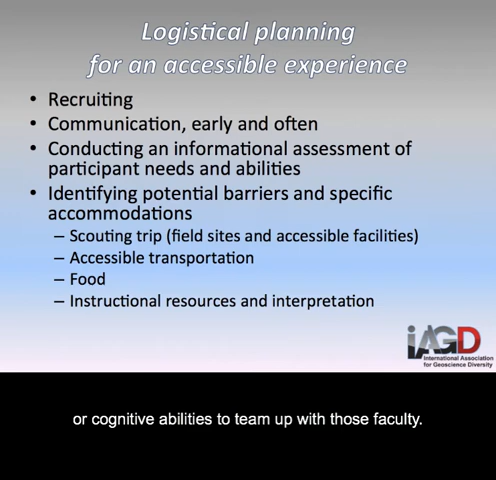 Logistical planning
for an accessible experience
• Recruiting
• Communication, early and often
• Conducting an informational assessment of
participant needs and abilities
• Identifying potential barriers and specific
accommodations
– Scouting trip (field sites and accessible facilities)
– Accessible transportation
– Food
– Instructional resources and interpretation
iAGD
International Association
for Geoscience Diversity
or cognitive abilities to team up with those faculty.